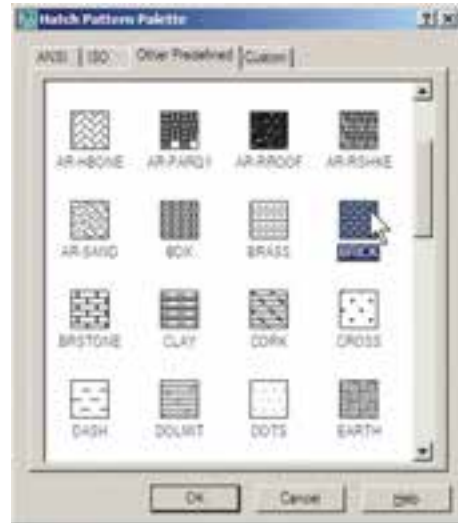 Hatch Pattern Palette
ANSI ISO Other Predefined Custom
AR-HBONE AR-PARQ1 AR-RROOF AR-RSHKE
AR-SAND BOX BRASS BRICK
BRSTONE CLAY CORK CROSS
DASH DOLMIT DOTS EARTH
OK Cancel Help